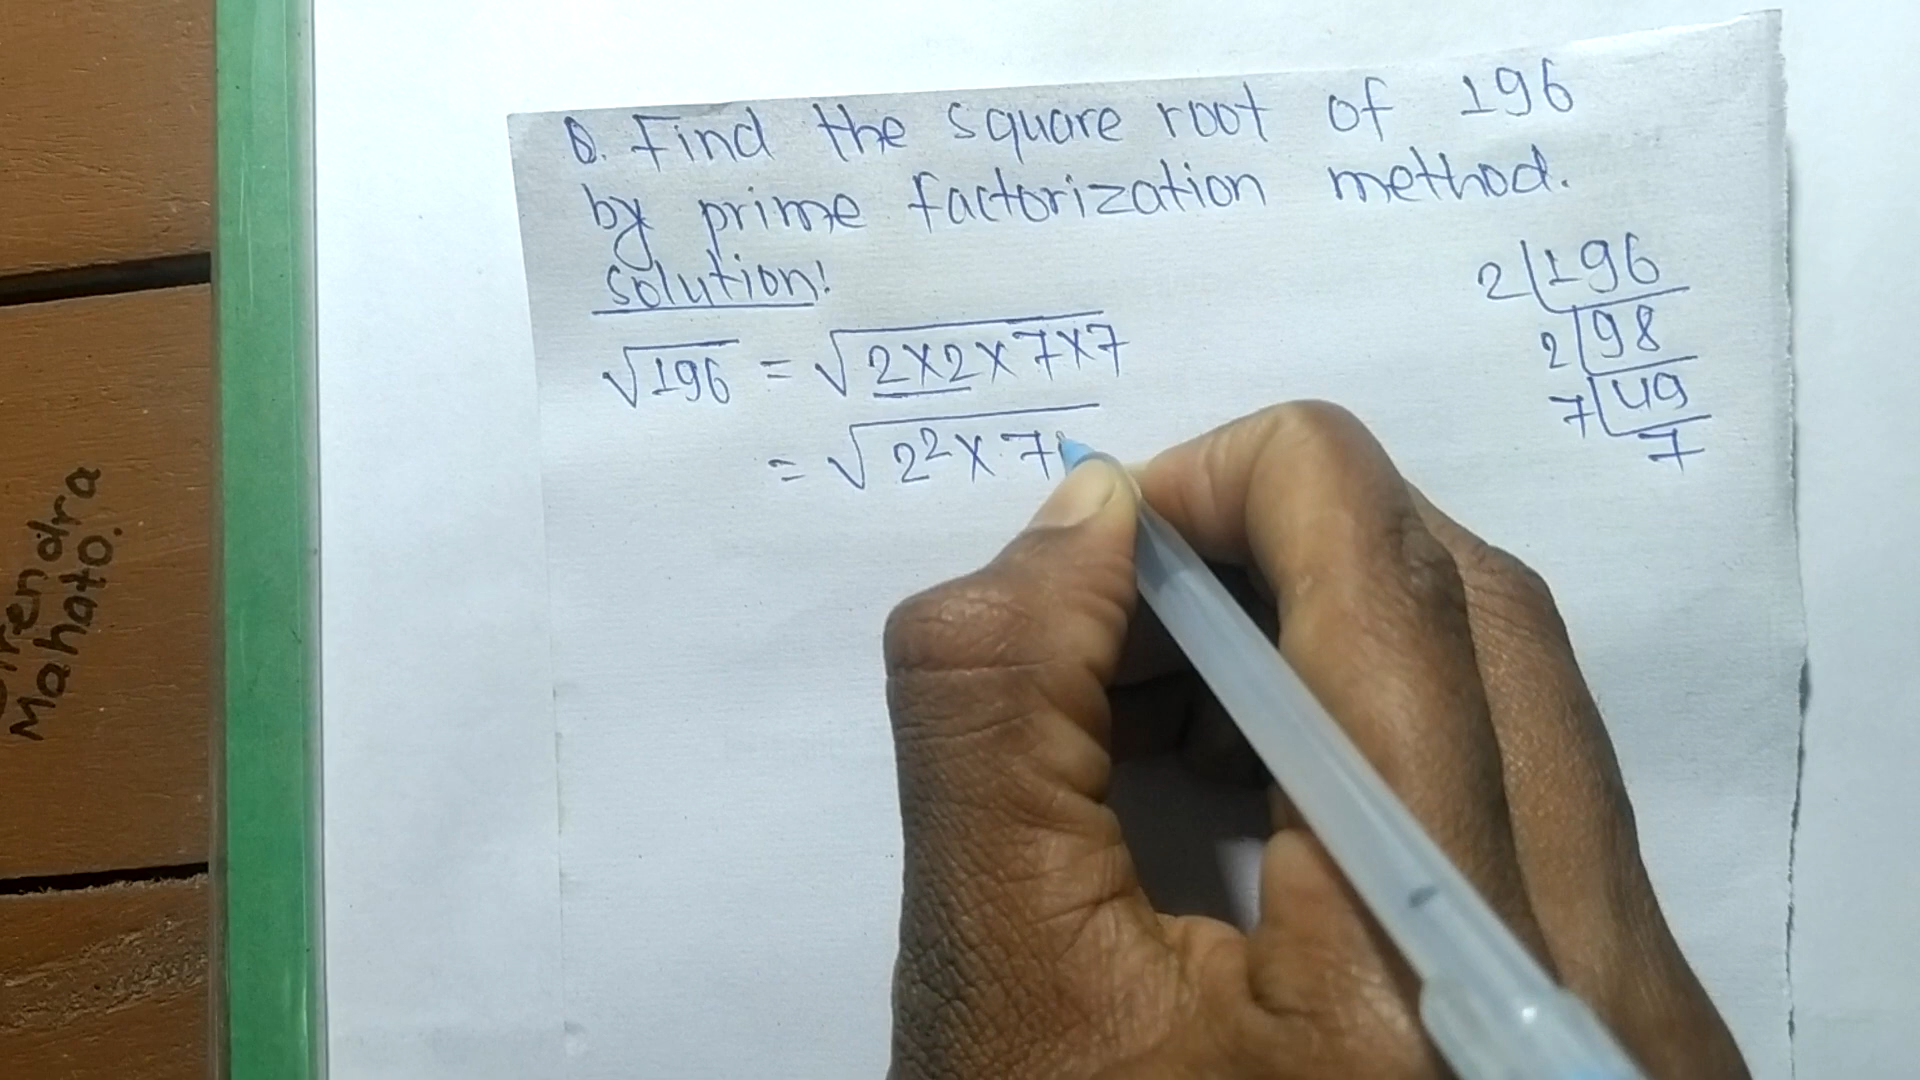 Q. Find the square root of 196
by prime factorization method.
solution:
√196 = √2×2×7×7
= √2²×7
2|196
2|98
7|49
7
Mahato.